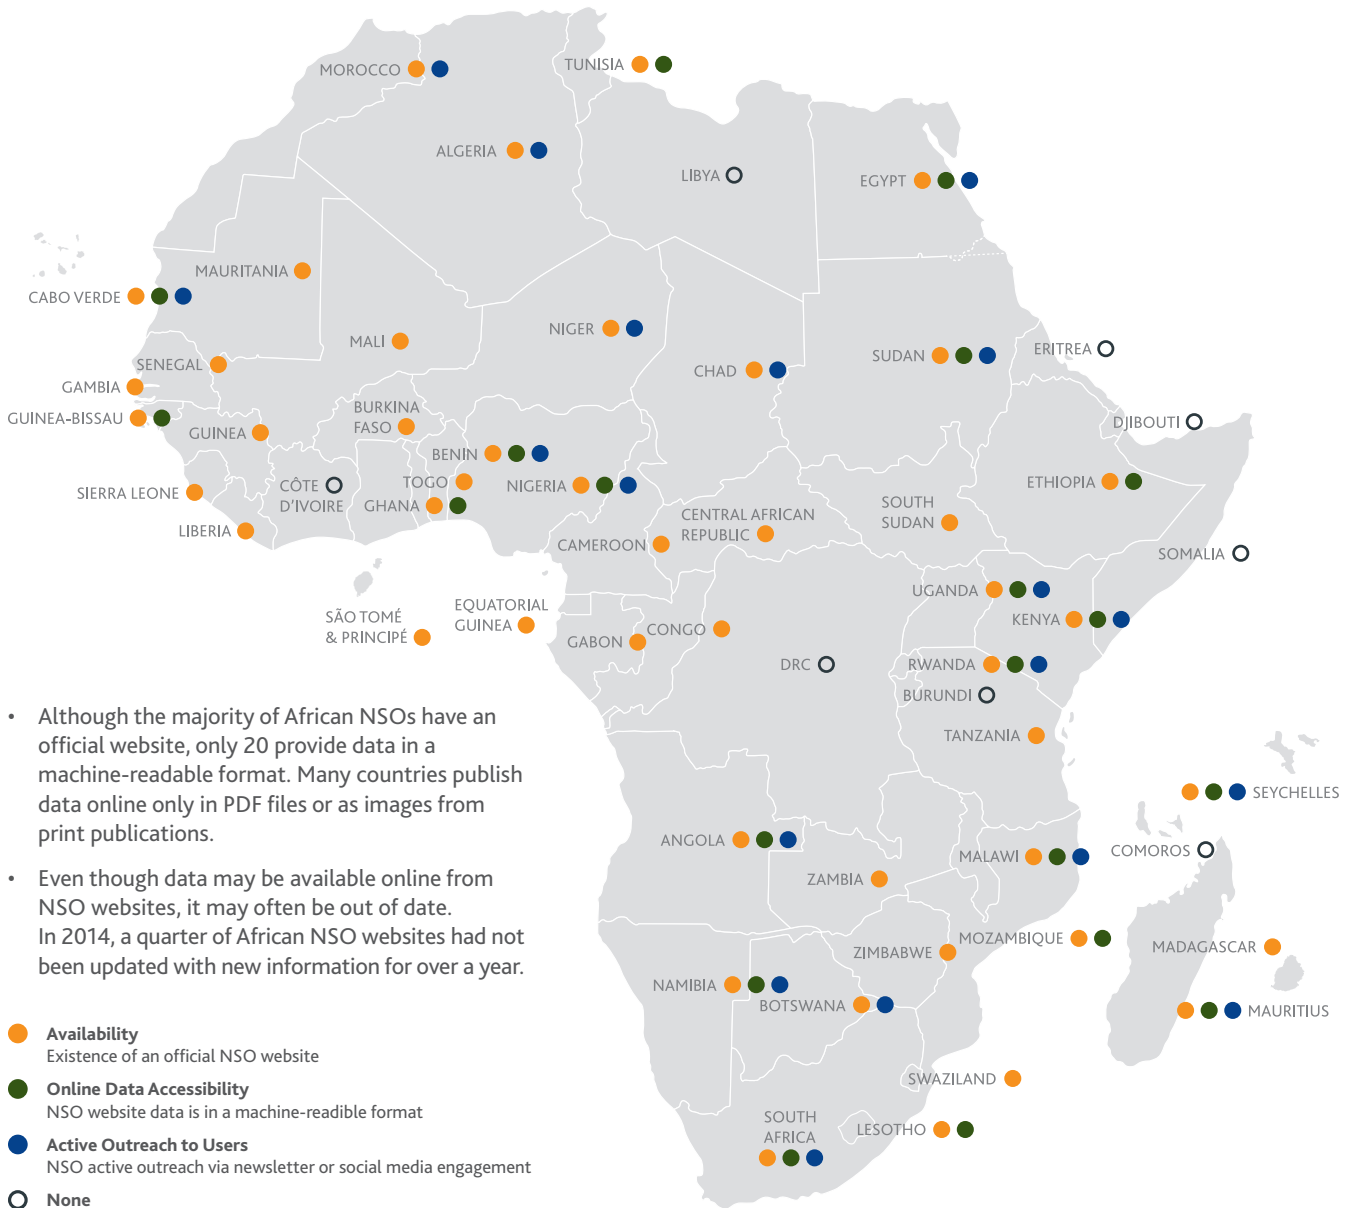 MOROCCO
TUNISIA
ALGERIA
LIBYA
EGYPT
MAURITANIA
CABO VERDE
NIGER
MALI
SENEGAL
CHAD
SUDAN
ERITREA
GAMBIA
GUINEA-BISSAU
BURKINA
FASO
GUINEA
DJIBOUTI
BENIN
TOGO
NIGERIA
ETHIOPIA
SIERRA LEONE
CÔTE
D'IVOIRE
GHANA
CENTRAL AFRICAN
REPUBLIC
SOUTH
SUDAN
LIBERIA
CAMEROON
SOMALIA
UGANDA
SÃO TOMÉ
& PRINCIPÉ
EQUATORIAL
GUINEA
KENYA
GABON
CONGO
DRC
RWANDA
BURUNDI
TANZANIA
SEYCHELLES
ANGOLA
MALAWI
COMOROS
ZAMBIA
MOZAMBIQUE
MADAGASCAR
ZIMBABWE
NAMIBIA
BOTSWANA
MAURITIUS
SWAZILAND
SOUTH
AFRICA
LESOTHO
• Although the majority of African NSOs have an
official website, only 20 provide data in a
machine-readable format. Many countries publish
data online only in PDF files or as images from
print publications.
• Even though data may be available online from
NSO websites, it may often be out of date.
In 2014, a quarter of African NSO websites had not
been updated with new information for over a year.
Availability
Existence of an official NSO website
Online Data Accessibility
NSO website data is in a machine-readible format
Active Outreach to Users
NSO active outreach via newsletter or social media engagement
None